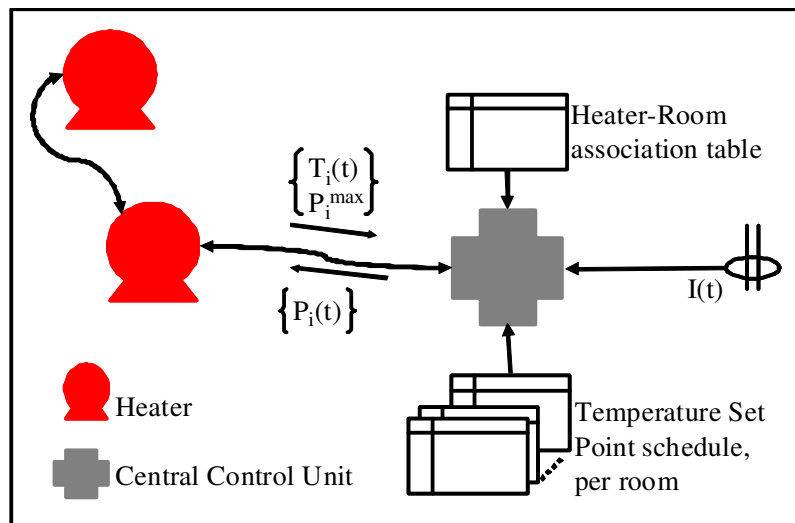 Heater-Room
association table
T_i(t)
P_i^max
I(t)
{P_i(t)}
Heater
Temperature Set
Point schedule,
per room
Central Control Unit